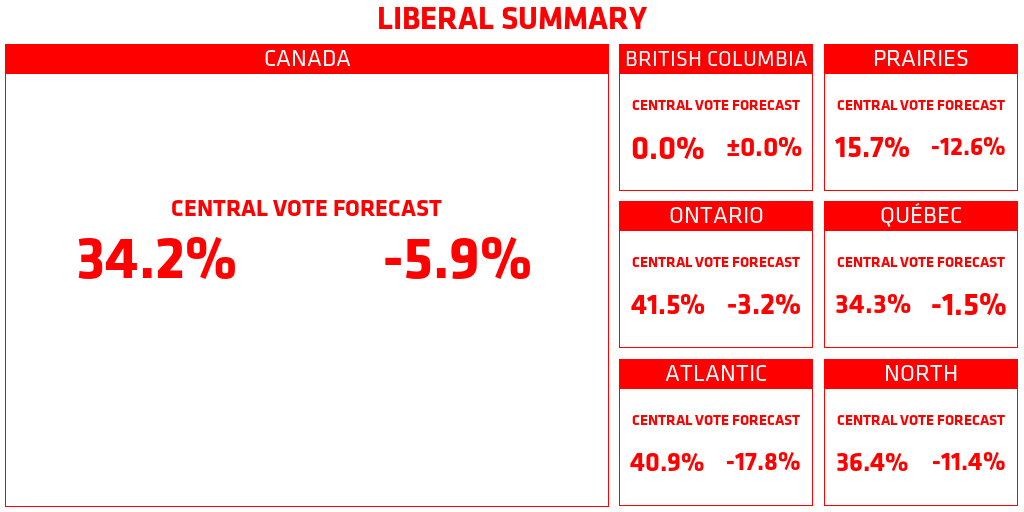 LIBERAL SUMMARY
CANADA
CENTRAL VOTE FORECAST
34.2% -5.9%
BRITISH COLUMBIA
CENTRAL VOTE FORECAST
0.0% ±0.0%
PRAIRIES
CENTRAL VOTE FORECAST
15.7% -12.6%
ONTARIO
CENTRAL VOTE FORECAST
41.5% -3.2%
QUÉBEC
CENTRAL VOTE FORECAST
34.3% -1.5%
ATLANTIC
CENTRAL VOTE FORECAST
40.9% -17.8%
NORTH
CENTRAL VOTE FORECAST
36.4% -11.4%